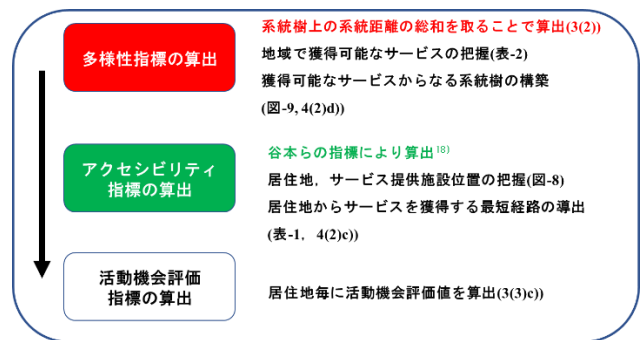 系統樹上の系統距離の総和を取ることで算出(3(2))
多様性指標の算出
地域で獲得可能なサービスの把握(表-2)
獲得可能なサービスからなる系統樹の構築
(図-9, 4(2)d))
谷本らの指標により算出18)
アクセシビリティ
指標の算出
居住地，サービス提供施設位置の把握(図-8)
居住地からサービスを獲得する最短経路の導出
(表-1，4(2)c))
活動機会評価
指標の算出
居住地毎に活動機会評価値を算出(3(3)c))